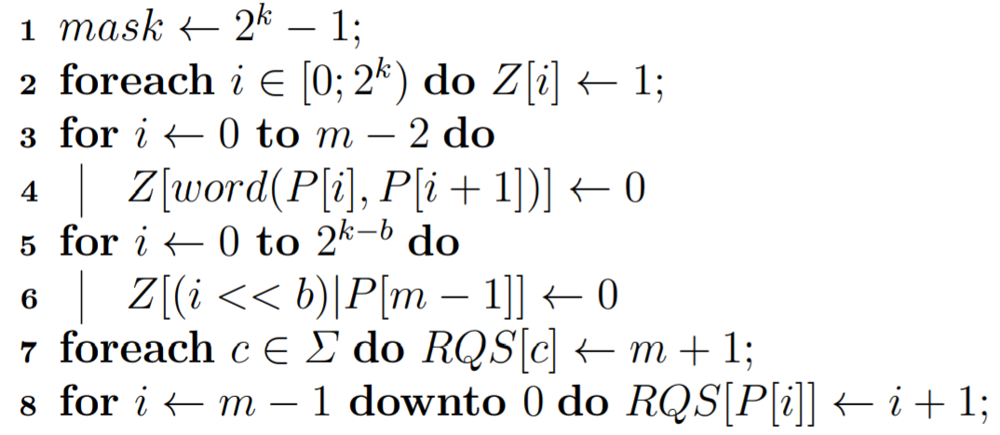 1 mask ← 2^k − 1;
2 foreach i ∈ [0; 2^k) do Z[i] ← 1;
3 for i ← 0 to m − 2 do
4 Z[word(P[i], P[i + 1])] ← 0
5 for i ← 0 to 2^{k−b} do
6 Z[(i << b)|P[m − 1]] ← 0
7 foreach c ∈ Σ do RQS[c] ← m + 1;
8 for i ← m − 1 downto 0 do RQS[P[i]] ← i + 1;